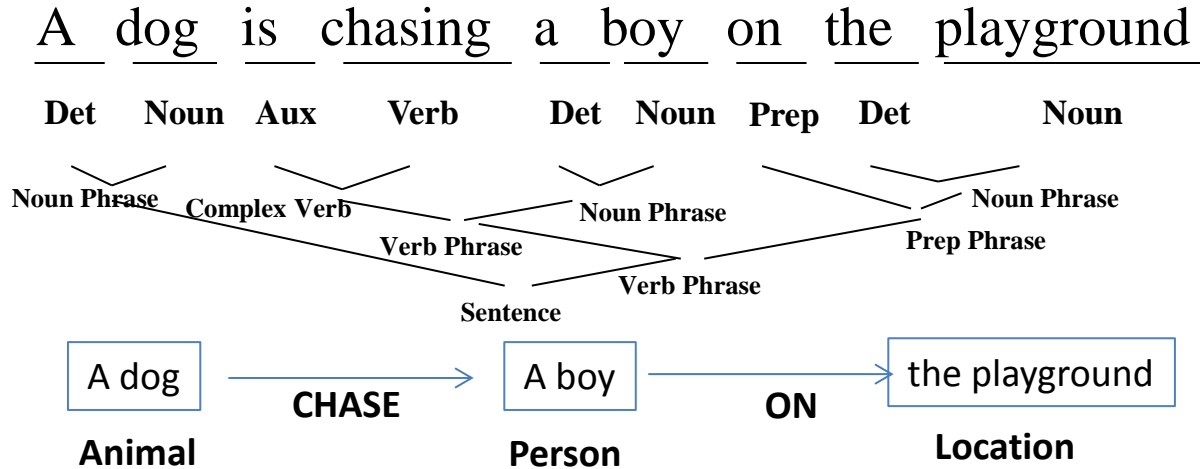 A dog is chasing a boy on the playground
Det Noun Aux Verb Det Noun Prep Det Noun
Noun Phrase Complex Verb Noun Phrase Noun Phrase
Verb Phrase Prep Phrase
Verb Phrase
Sentence
A dog CHASE A boy ON the playground
Animal Person Location